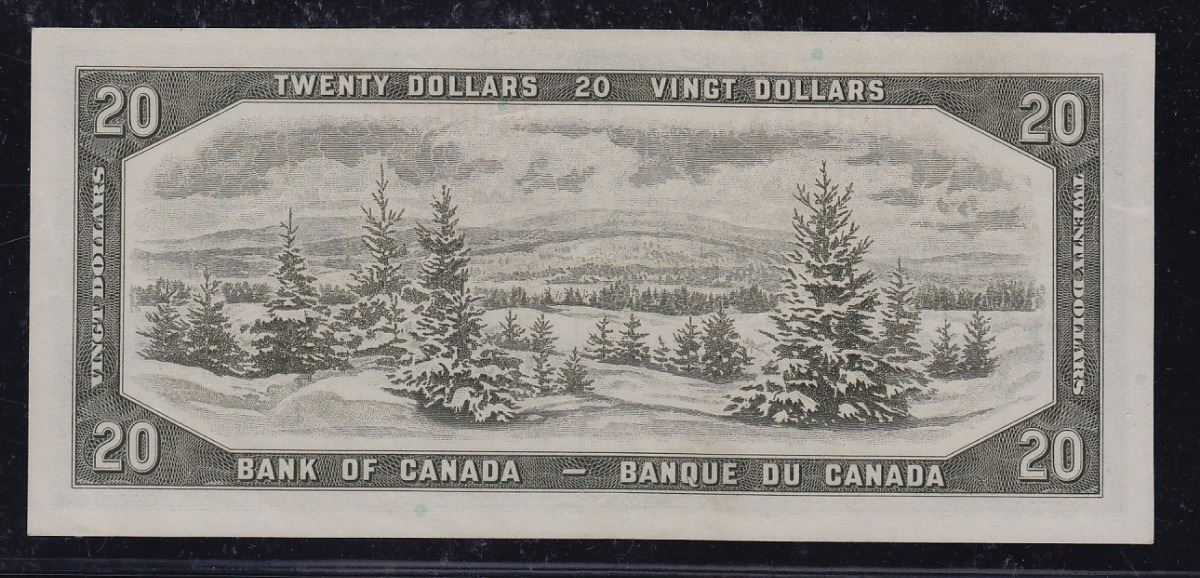 TWENTY DOLLARS 20 VINGT DOLLARS
20
20
VINGT DOLLARS
TWENTY DOLLARS
20
20
BANK OF CANADA – BANQUE DU CANADA